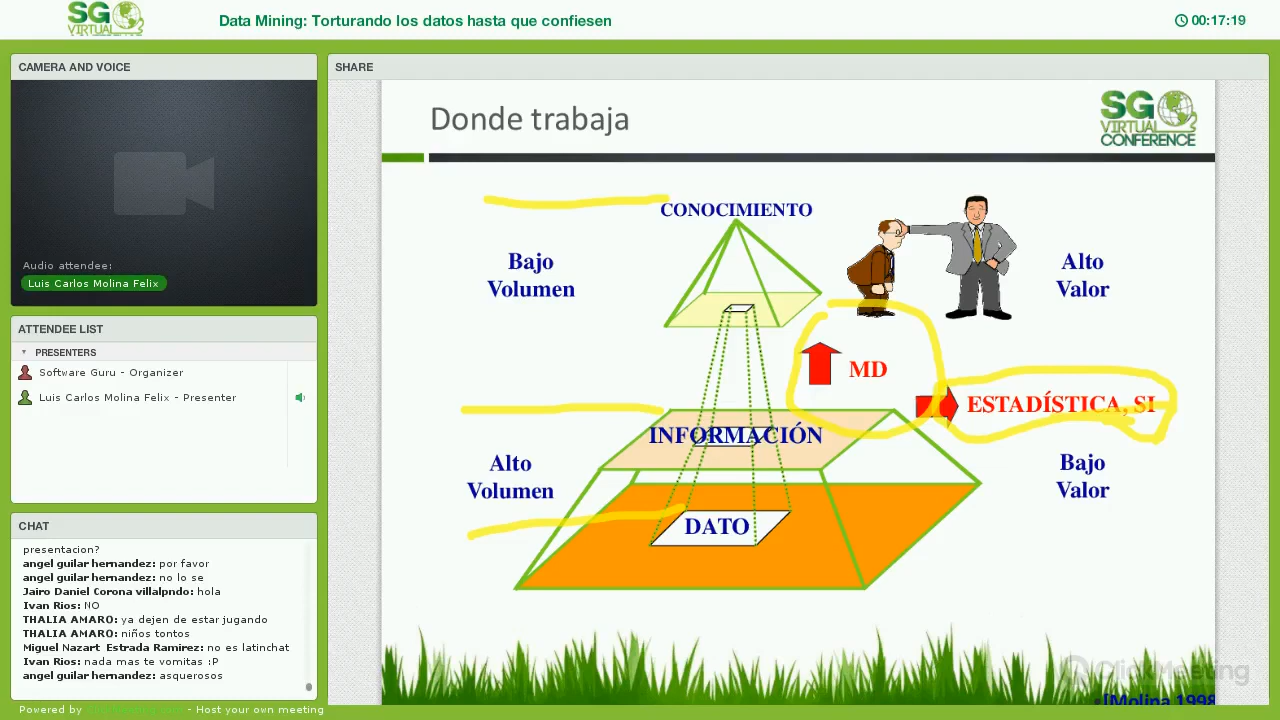 SG
VIRTUAL
Data Mining: Torturando los datos hasta que confiesen
00:17:19
CAMERA AND VOICE
Audio attendee:
Luis Carlos Molina Felix
ATTENDEE LIST
PRESENTERS
Software Guru - Organizer
Luis Carlos Molina Felix - Presenter
CHAT
presentacion?
angel guilar hernandez: por favor
angel guilar hernandez: no lo se
Jairo Daniel Corona villalpndo: hola
Ivan Rios: NO
THALIA AMARO: ya dejen de estar jugando
THALIA AMARO: niños tontos
Miguel Nazart Estrada Ramirez: no es latinchat
Ivan Rios: nada mas te vomitas :P
angel guilar hernandez: asquerosos
Powered by ClickMeeting.com - Host your own meeting
SHARE
Donde trabaja
SG
VIRTUAL
CONFERENCE
CONOCIMIENTO
Bajo
Volumen
Alto
Valor
MD
ESTADÍSTICA, SI
INFORMACIÓN
Alto
Volumen
Bajo
Valor
DATO
ClickMeeting
•[Molina 1998